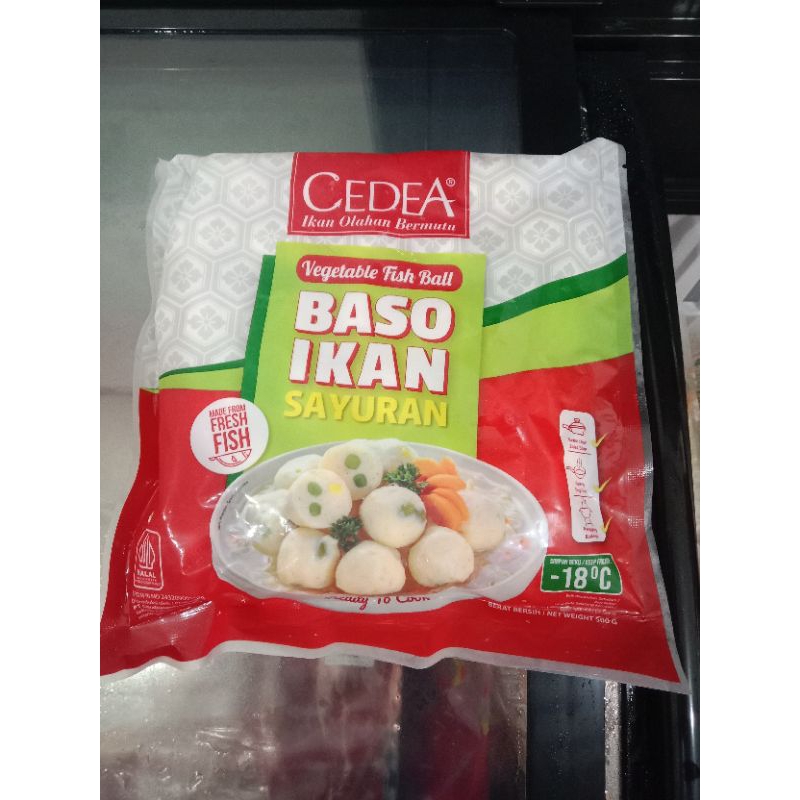 CEDEA®
Ikan Olahan Bermutu
Vegetable Fish Ball
BASO
IKAN
SAYURAN
MADE FROM
FRESH
FISH
HALAL
Ready To Cook
-18°C
BERAT BERSIH / NET WEIGHT 500 G